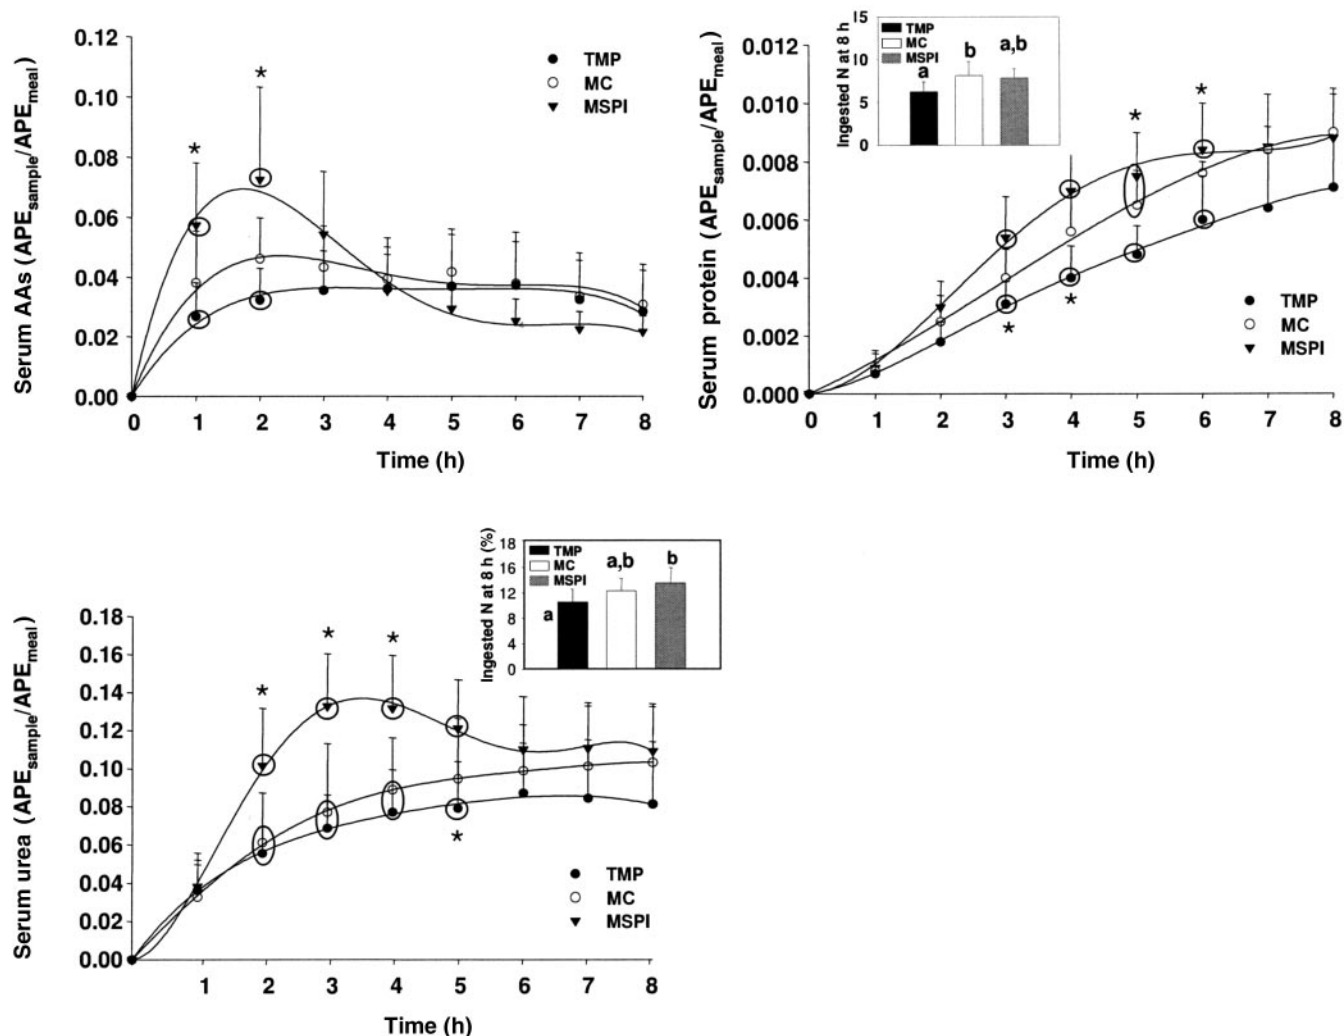 Serum AAs (APEsample/APEmeal)
0.12
0.10
0.08
0.06
0.04
0.02
0.00
*
*
TMP
MC
MSPI
0 1 2 3 4 5 6 7 8
Time (h)
Serum protein (APEsample/APEmeal)
0.012
0.010
0.008
0.006
0.004
0.002
0.000
Ingested N at 8 h
15
10
5
0
TMP
MC
MSPI
a
b
a,b
*
*
*
*
TMP
MC
MSPI
0 1 2 3 4 5 6 7 8
Time (h)
Serum urea (APEsample/APEmeal)
0.18
0.16
0.14
0.12
0.10
0.08
0.06
0.04
0.02
0.00
Ingested N at 8 h (%)
18
16
12
8
4
0
TMP
MC
MSPI
a
a,b
b
*
*
*
*
TMP
MC
MSPI
1 2 3 4 5 6 7 8
Time (h)